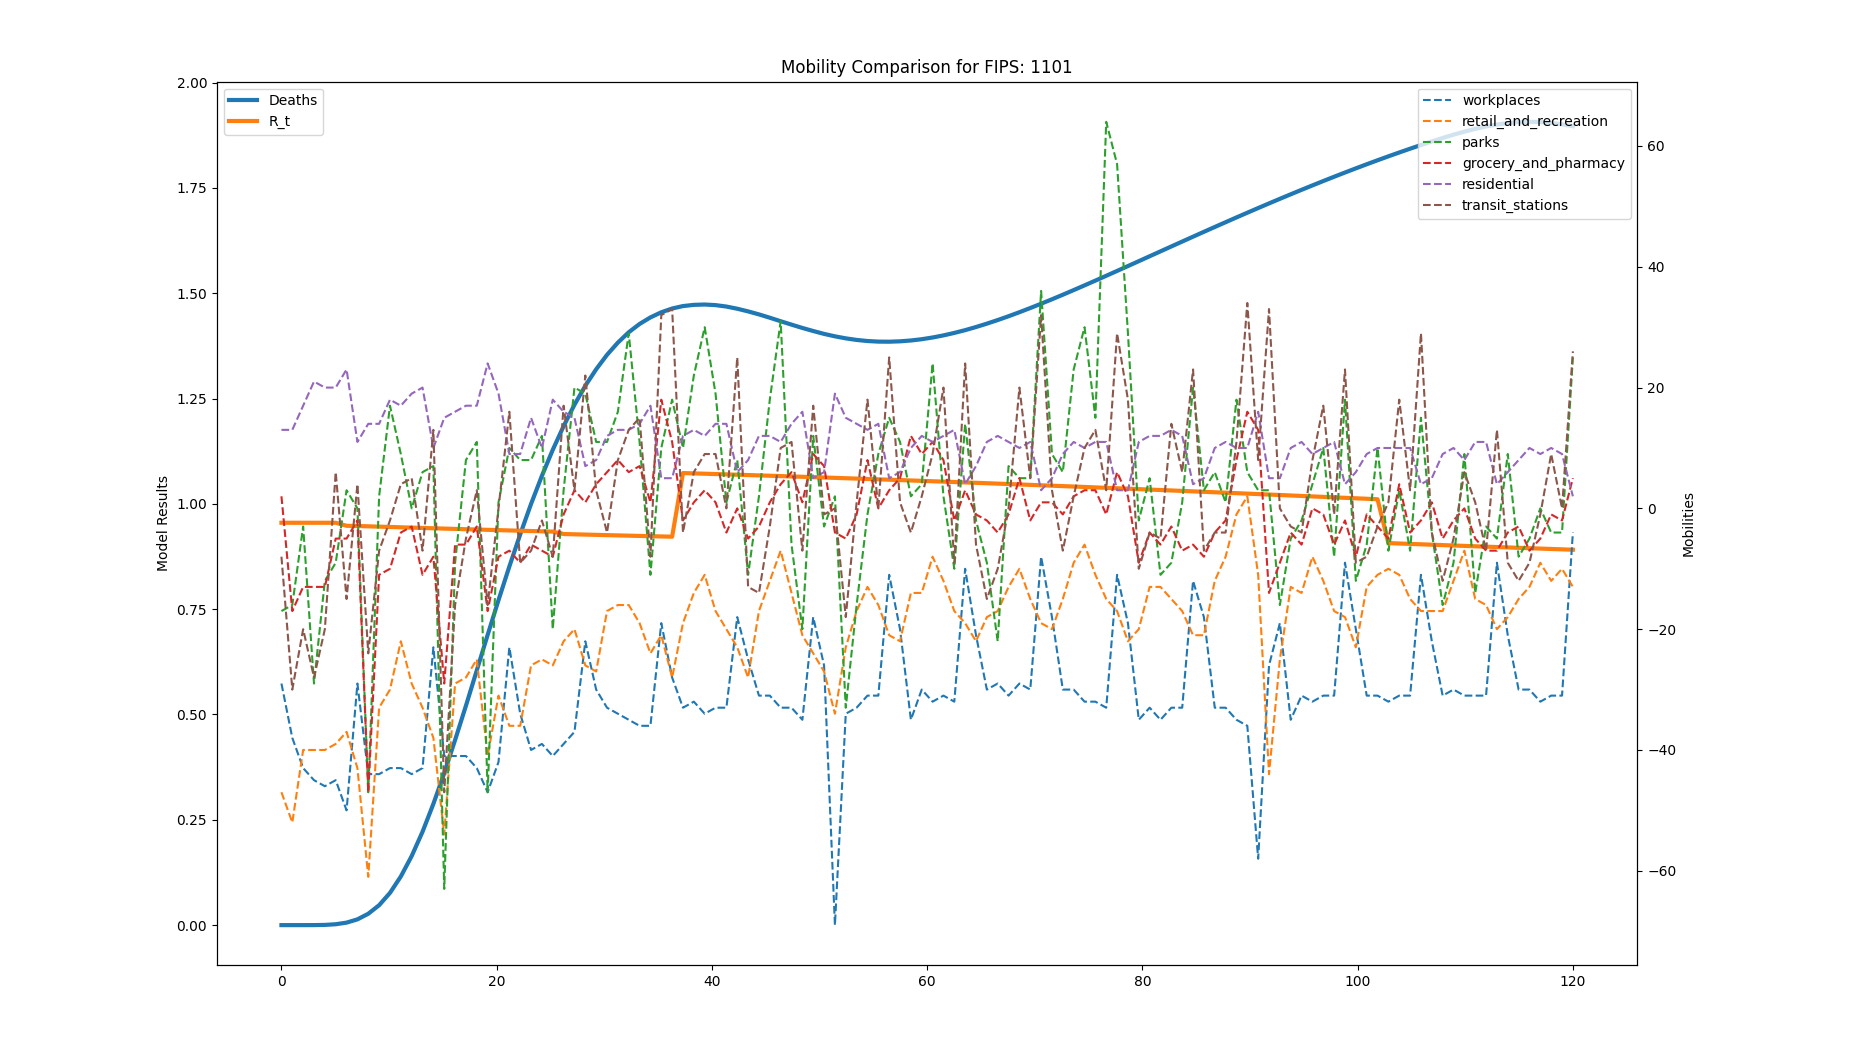 Mobility Comparison for FIPS: 1101
Deaths
R_t
workplaces
retail_and_recreation
parks
grocery_and_pharmacy
residential
transit_stations
Model Results
2.00
1.75
1.50
1.25
1.00
0.75
0.50
0.25
0.00
60
40
20
0
−20
−40
−60
Mobilities
0 20 40 60 80 100 120